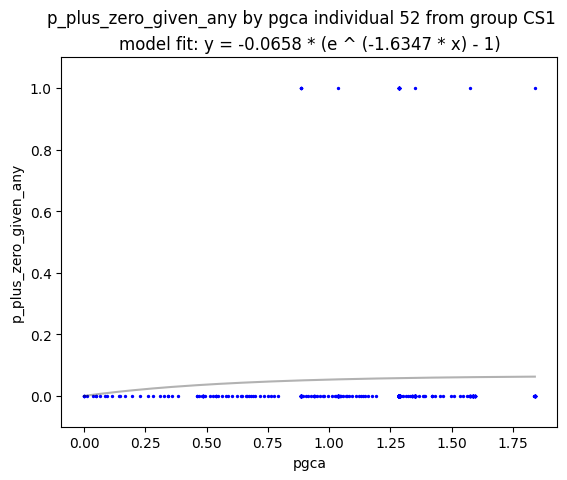 p_plus_zero_given_any by pgca individual 52 from group CS1
model fit: y = -0.0658 * (e ^ (-1.6347 * x) - 1)
1.0
0.8
0.6
0.4
0.2
0.0
p_plus_zero_given_any
0.00 0.25 0.50 0.75 1.00 1.25 1.50 1.75
pgca